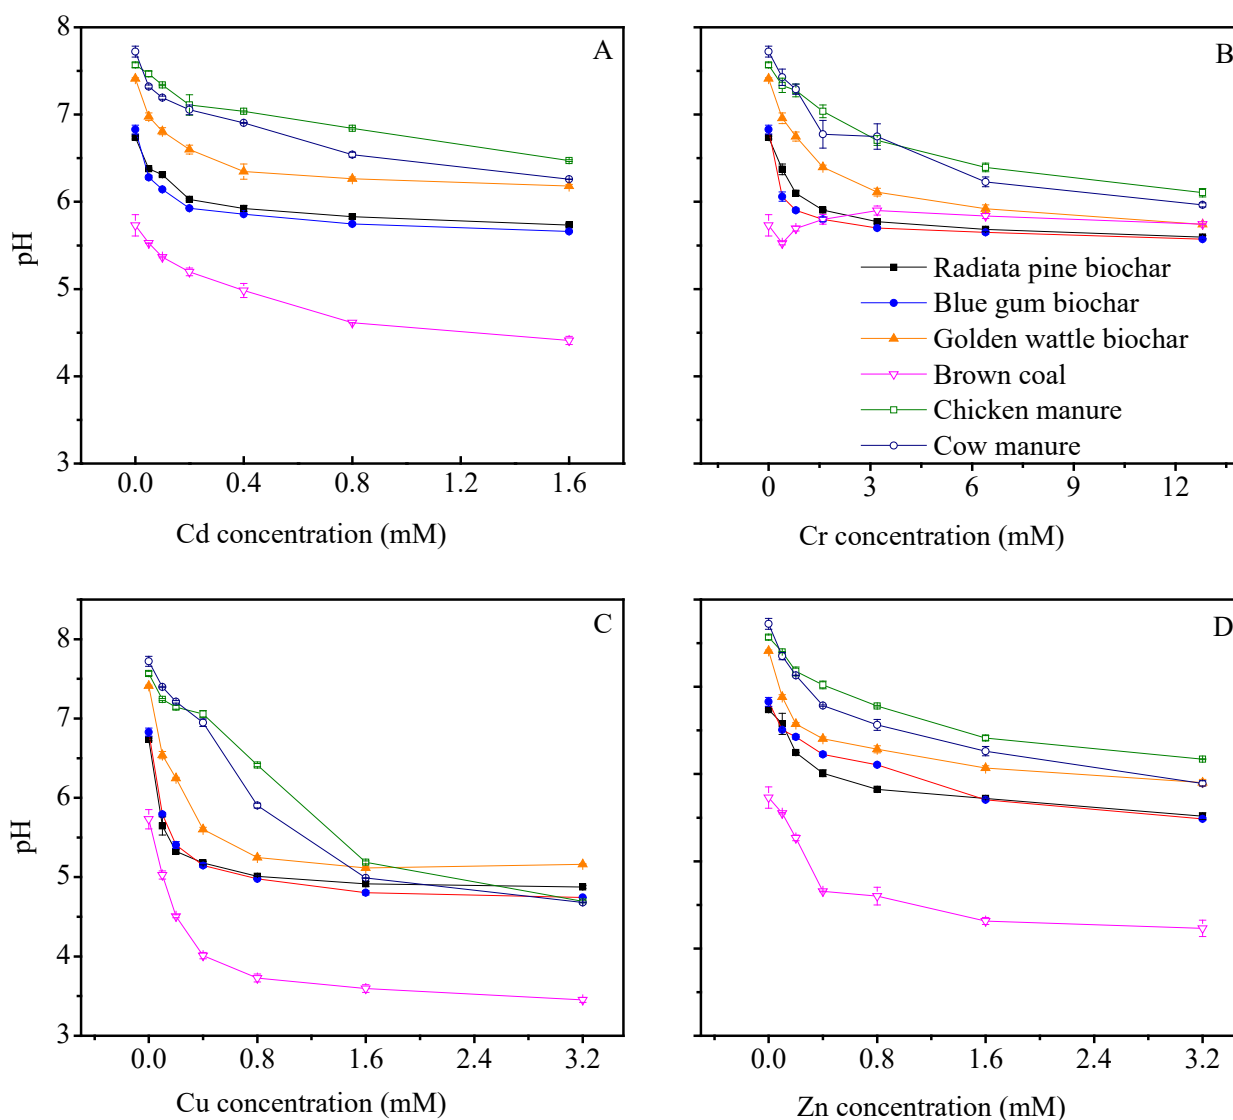 A
8
7
6
5
4
3
pH
0.0 0.4 0.8 1.2 1.6
Cd concentration (mM)
B
Radiata pine biochar
Blue gum biochar
Golden wattle biochar
Brown coal
Chicken manure
Cow manure
0 3 6 9 12
Cr concentration (mM)
C
8
7
6
5
4
3
pH
0.0 0.8 1.6 2.4 3.2
Cu concentration (mM)
D
0.0 0.8 1.6 2.4 3.2
Zn concentration (mM)